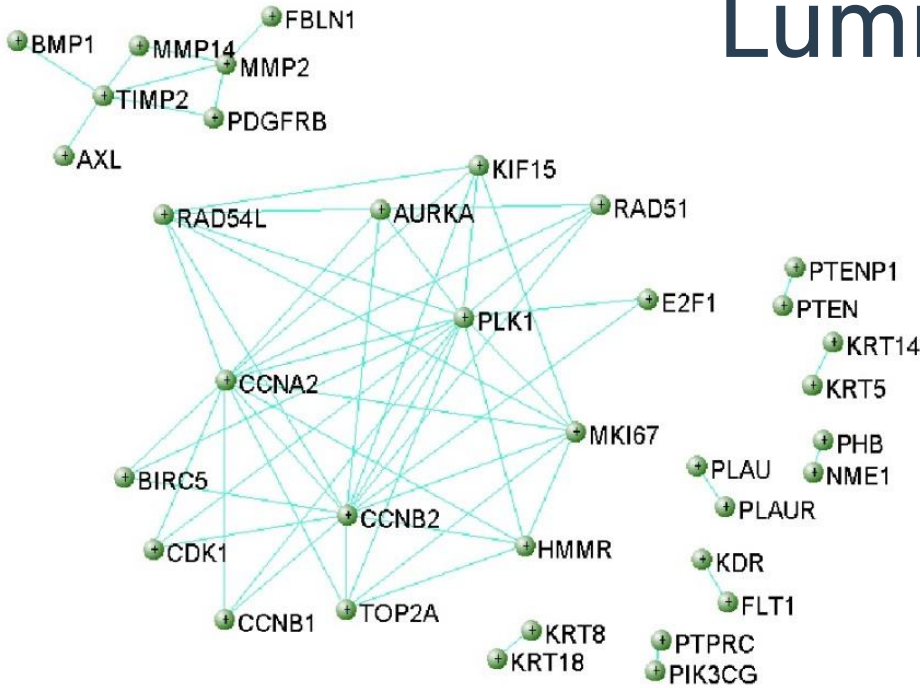 Lumi
FBLN1
BMP1
MMP14
MMP2
TIMP2
PDGFRB
AXL
KIF15
RAD54L
AURKA
RAD51
PTENP1
E2F1
PTEN
PLK1
KRT14
CCNA2
KRT5
MKI67
PHB
PLAU
NME1
BIRC5
PLAUR
CCNB2
CDK1
HMMR
KDR
FLT1
CCNB1
TOP2A
KRT8
PTPRC
KRT18
PIK3CG